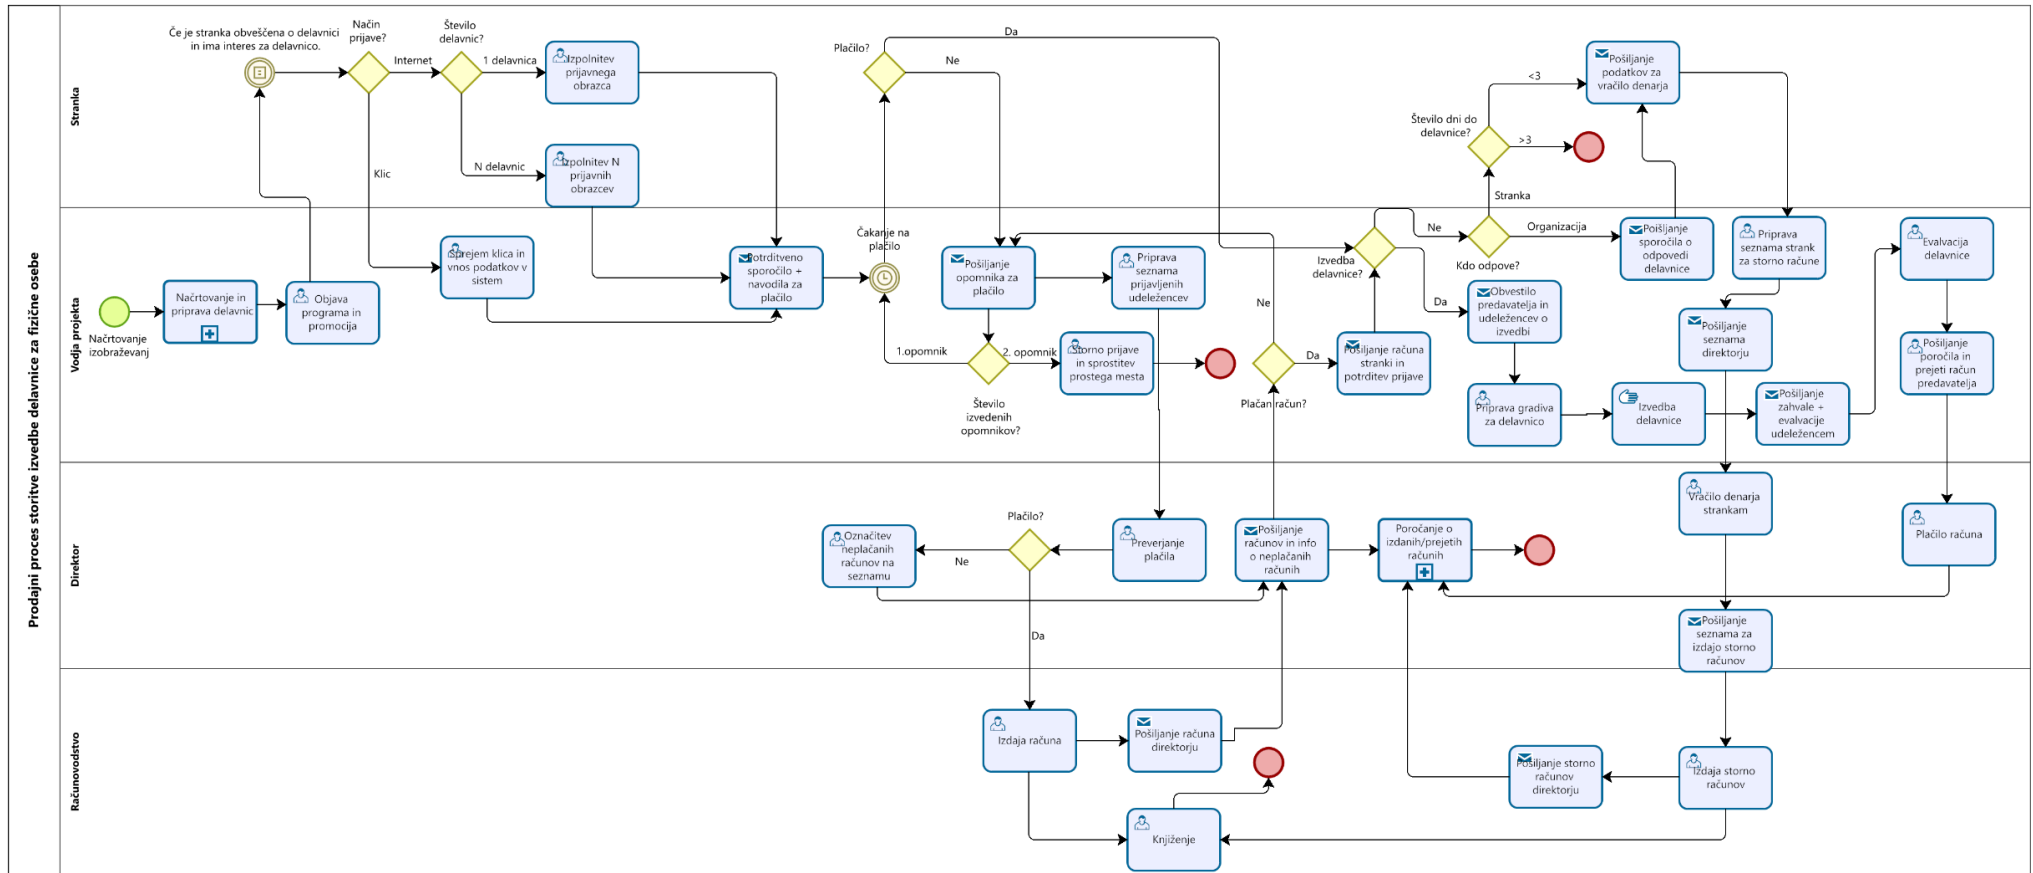 Prodajni proces storitve izvedbe delavnice za fizične osebe
Stranka
Če je stranka obveščena o delavnici
in ima interes za delavnico.
Način
prijave?
Internet
Klic
Število
delavnic?
1 delavnica
N delavnic
Izpolnitev
prijavnega
obrazca
Izpolnitev N
prijavnih
obrazcev
Plačilo?
Da
Ne
Število dni do
delavnice?
<3
>3
Stranka
Pošiljanje
podatkov za
vračilo denarja
Vodja projekta
Načrtovanje
izobraževanj
Načrtovanje in
priprava delavnic
Objava
programa in
promocija
Sprejem klica in
vnos podatkov v
sistem
Potrditveno
sporočilo +
navodila za
plačilo
Čakanje na
plačilo
Pošiljanje
opomnika za
plačilo
Priprava
seznama
prijavljenih
udeležencev
1.opomnik
2. opomnik
Število
izvedenih
opomnikov?
Storno prijave
in sprostitev
prostega mesta
Ne
Plačan račun?
Da
Pošiljanje računa
stranki in
potrditev prijave
Izvedba
delavnice?
Ne
Da
Kdo odpove?
Organizacija
Poišljanje
sporočila o
odpovedi
delavnice
Obvestilo
predavatelja in
udeležencev o
izvedbi
Priprava gradiva
za delavnico
Izvedba
delavnice
Pošiljanje
zahvale +
evalvacije
udeležencem
Priprava
seznama strank
za storno račune
Pošiljanje
seznama
direktorju
Evalvacija
delavnice
Pošiljanje
poročila in
prejeti račun
predavatelja
Direktor
Označitev
neplačanih
računov na
seznamu
Ne
Plačilo?
Da
Preverjanje
plačila
Pošiljanje
računov in info
o neplačanih
računih
Poročanje o
izdanih/prejetih
računih
Vračilo denarja
strankam
Plačilo računa
Pošiljanje
seznama za
izdajo storno
računov
Računovodstvo
Izdaja računa
Pošiljanje računa
direktorju
Knjiženje
Pošiljanje storno
računov
direktorju
Izdaja storno
računov